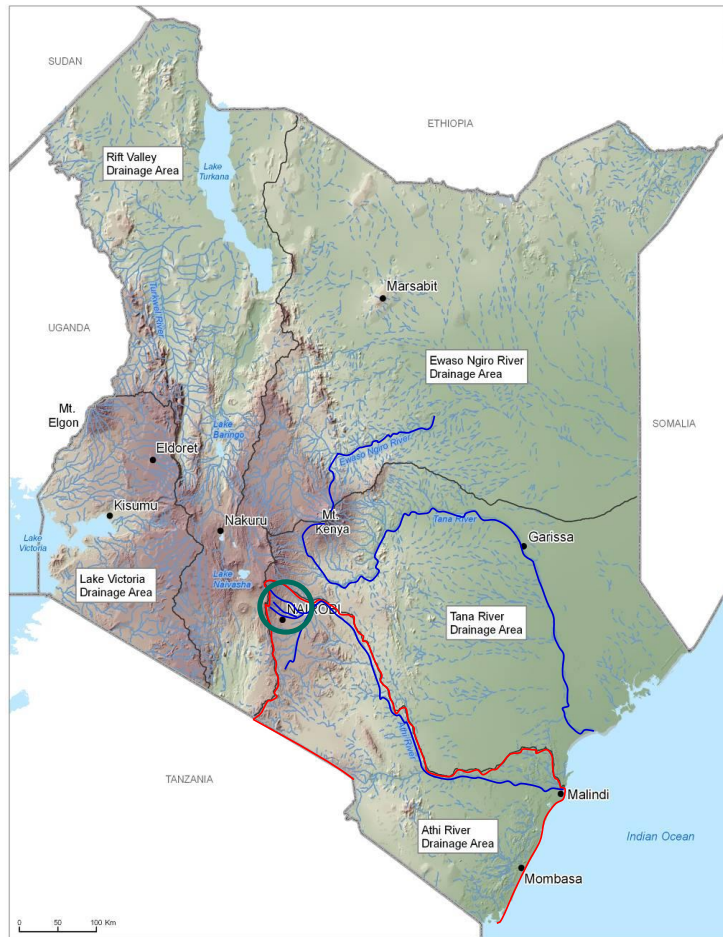 SUDAN
ETHIOPIA
Rift Valley
Drainage Area
Lake
Turkana
Turkwel River
Marsabit
UGANDA
Ewaso Ngiro River
Drainage Area
Mt.
Elgon
Lake
Baringo
SOMALIA
Eldoret
Ewaso Ngiro River
Kisumu
Nakuru
Mt.
Kenya
Tana River
Garissa
Lake
Victoria
Lake Victoria
Drainage Area
Lake
Naivasha
NAIROBI
Tana River
Drainage Area
Athi River
TANZANIA
Malindi
Athi River
Drainage Area
Indian Ocean
Mombasa
0 50 100 Km